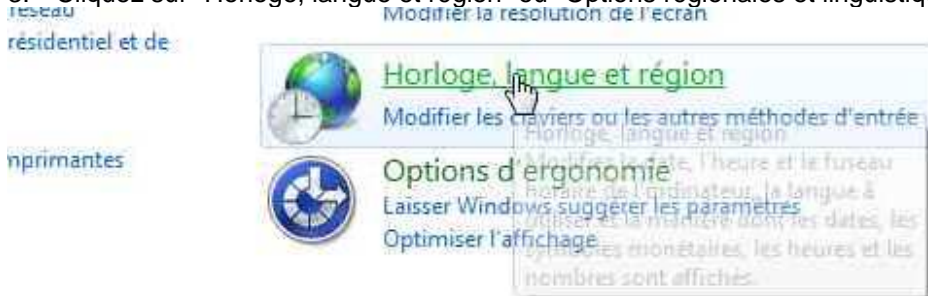 Cliquez sur "Horloge, langue et région" ou "Options régionales et linguistiq
réseau
Modifier la résolution de l'écran
résidentiel et de
Horloge, langue et région
Modifier les claviers ou les autres méthodes d'entrée
Horloge, langue et région
mprimantes
Options d'ergonomie
Modifiez la date, l'heure et le fuseau
horaire de l'ordinateur, la langue à
Laisser Windows suggérer les paramètres
utiliser et la manière dont les dates, les
Optimiser l'affichage
symboles monétaires, les heures et les
nombres sont affichés.